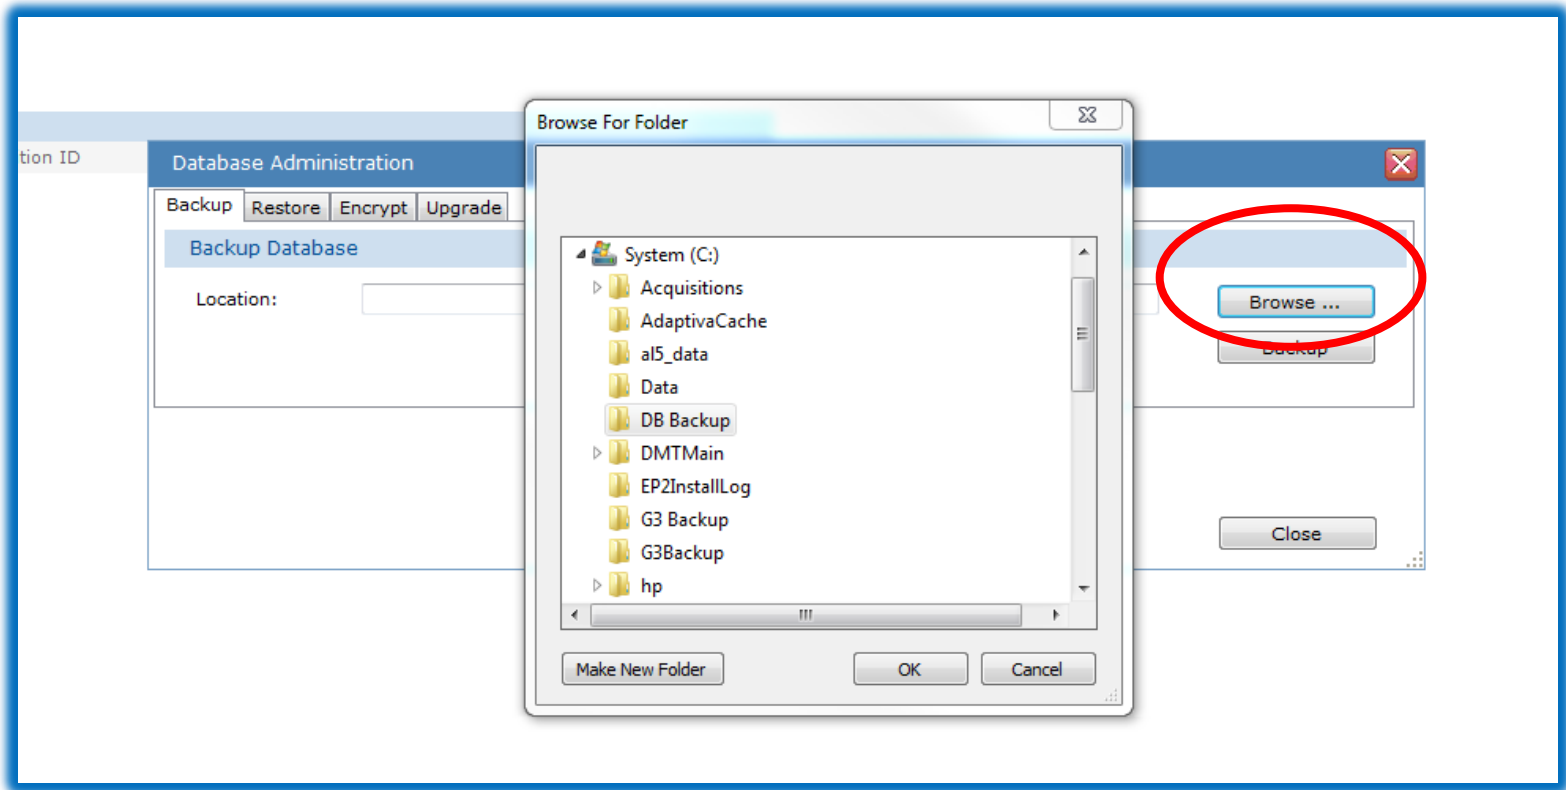 Browse For Folder
tion ID
Database Administration
Backup Restore Encrypt Upgrade
Backup Database
Location:
Browse ...
Backup
System (C:)
Acquisitions
AdaptivaCache
al5_data
Data
DB Backup
DMTMain
EP2InstallLog
G3 Backup
G3Backup
hp
Close
Make New Folder OK Cancel